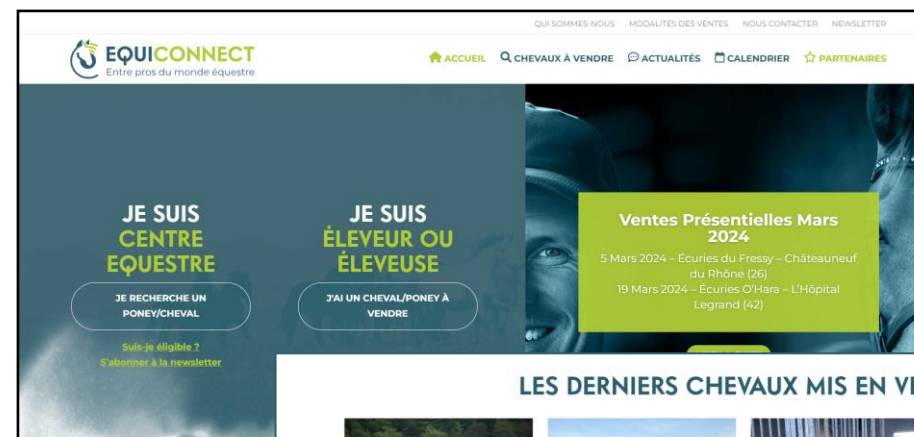 QUI SOMMES-NOUS MODALITÉS DES VENTES NOUS CONTACTER NEWSLETTER
EQUICONNECT
Entre pros du monde équestre
ACCUEIL CHEVAUX À VENDRE ACTUALITÉS CALENDRIER PARTENAIRES
JE SUIS
CENTRE
EQUESTRE
JE RECHERCHE UN
PONEY/CHEVAL
Suis-je éligible ?
S'abonner à la newsletter
JE SUIS
ÉLEVEUR OU
ÉLEVEUSE
J'AI UN CHEVAL/PONEY À
VENDRE
Ventes Présentielles Mars
2024
5 Mars 2024 – Écuries du Fressy – Châteauneuf
du Rhône (26)
19 Mars 2024 – Écuries O'Hara – L'Hôpital
Legrand (42)
LES DERNIERS CHEVAUX MIS EN